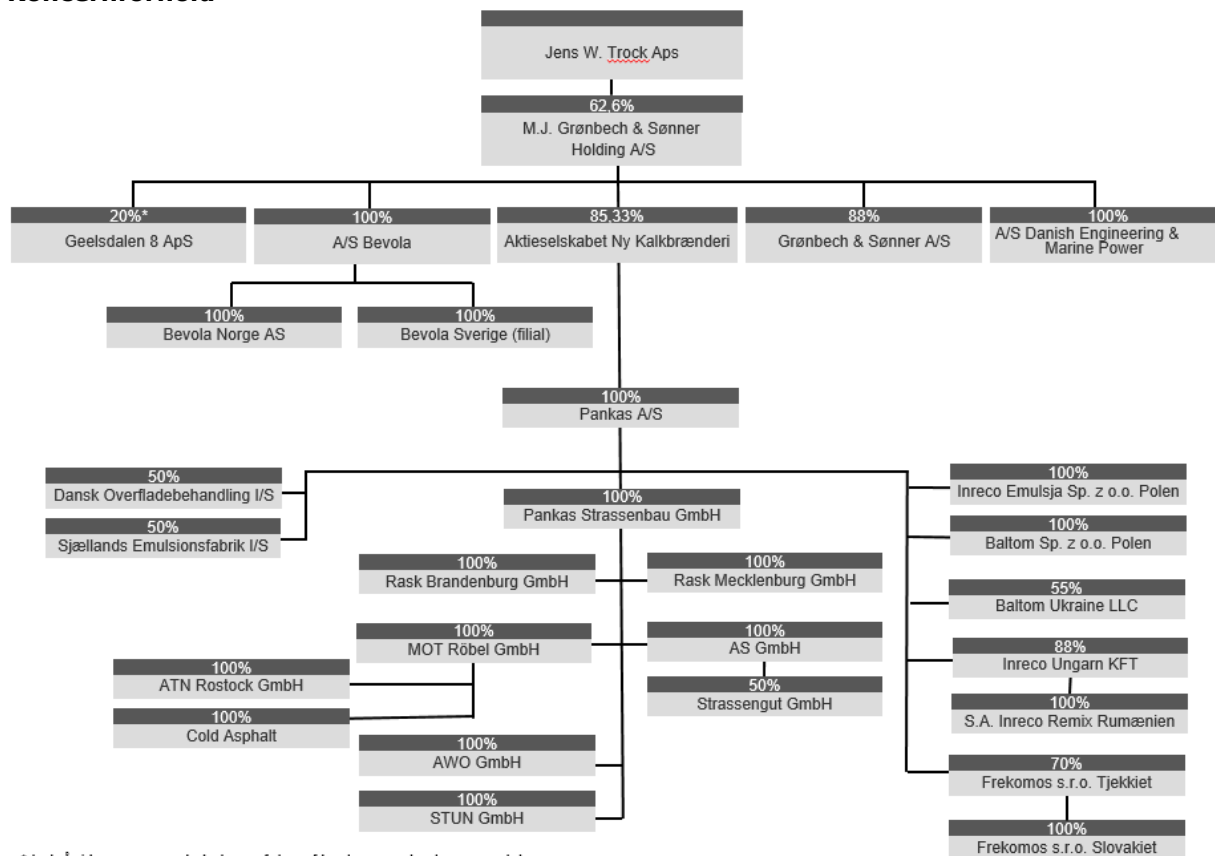 Jens W. Trock Aps
62,6%
M.J. Grønbech & Sønner
Holding A/S
20%*
Geelsdalen 8 ApS
100%
A/S Bevola
85,33%
Aktieselskabet Ny Kalkbrænderi
88%
Grønbech & Sønner A/S
100%
A/S Danish Engineering &
Marine Power
100%
Bevola Norge AS
100%
Bevola Sverige (filial)
100%
Pankas A/S
50%
Dansk Overfladebehandling I/S
50%
Sjællands Emulsionsfabrik I/S
100%
Pankas Strassenbau GmbH
100%
Rask Brandenburg GmbH
100%
Rask Mecklenburg GmbH
100%
MOT Röbel GmbH
100%
AS GmbH
100%
ATN Rostock GmbH
100%
Cold Asphalt
50%
Strassengut GmbH
100%
AWO GmbH
100%
STUN GmbH
100%
Inreco Emulsja Sp. z o.o. Polen
100%
Baltom Sp. z o.o. Polen
55%
Baltom Ukraine LLC
88%
Inreco Ungarn KFT
100%
S.A. Inreco Remix Rumænien
70%
Frekomos s.r.o. Tjekkiet
100%
Frekomos s.r.o. Slovakiet